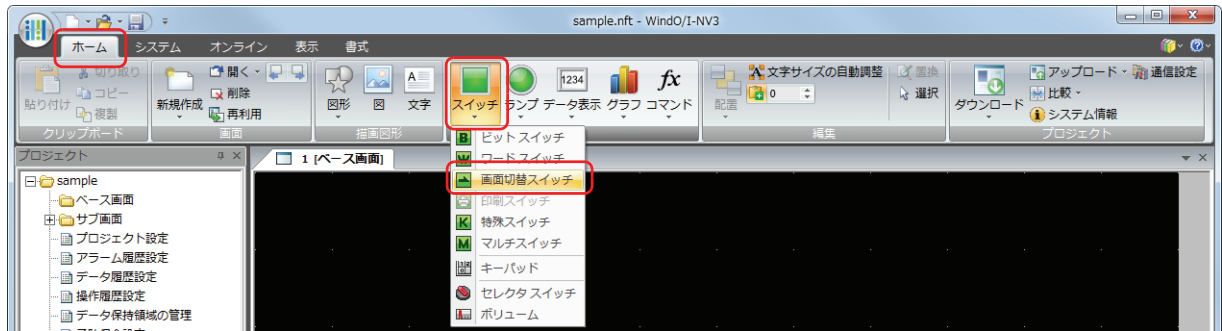 sample.nft - WindO/I-NV3
ホーム システム オンライン 表示 書式
切り取り 開く 文字サイズの自動調整 置換 アップロード 通信設定
コピー 削除 0 選択 比較
貼り付け 複製 新規作成 再利用 図形 図 文字 スイッチ ランプ データ表示 グラフ コマンド 配置 ダウンロード システム情報
A 1234 fx
クリップボード 画面 描画図形 編集 プロジェクト
プロジェクト
1 [ベース画面]
sample
ベース画面
サブ画面
プロジェクト設定
アラーム履歴設定
データ履歴設定
操作履歴設定
データ保持領域の管理
B ビット スイッチ
W ワード スイッチ
画面切替スイッチ
印刷スイッチ
K 特殊スイッチ
M マルチスイッチ
キーパッド
セレクタ スイッチ
ボリューム